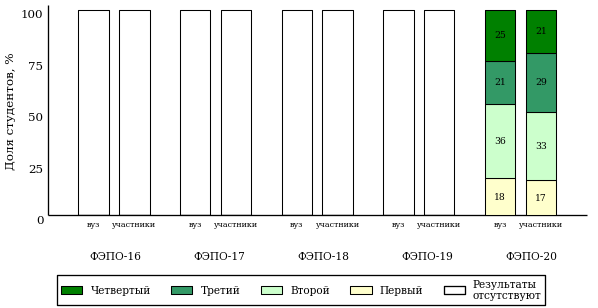 Доля студентов, %
100
75
50
25
0
25
21
36
18
21
29
33
17
вуз участники вуз участники вуз участники вуз участники вуз участники
ФЭПО-16 ФЭПО-17 ФЭПО-18 ФЭПО-19 ФЭПО-20
Четвертый Третий Второй Первый Результаты
отсутствуют